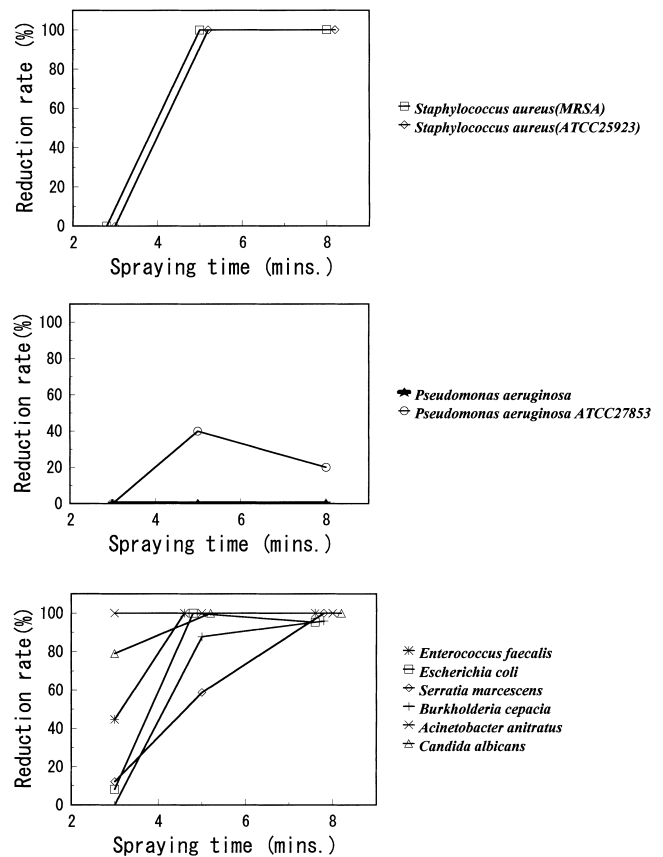 Reduction rate (%)
100
80
60
40
20
0
2 4 6 8
Spraying time (mins.)
Staphylococcus aureus(MRSA)
Staphylococcus aureus(ATCC25923)
Reduction rate(%)
100
80
60
40
20
0
2 4 6 8
Spraying time (mins.)
Pseudomonas aeruginosa
Pseudomonas aeruginosa ATCC27853
Reduction rate(%)
100
80
60
40
20
0
2 4 6 8
Spraying time (mins.)
Enterococcus faecalis
Escherichia coli
Serratia marcescens
Burkholderia cepacia
Acinetobacter anitratus
Candida albicans